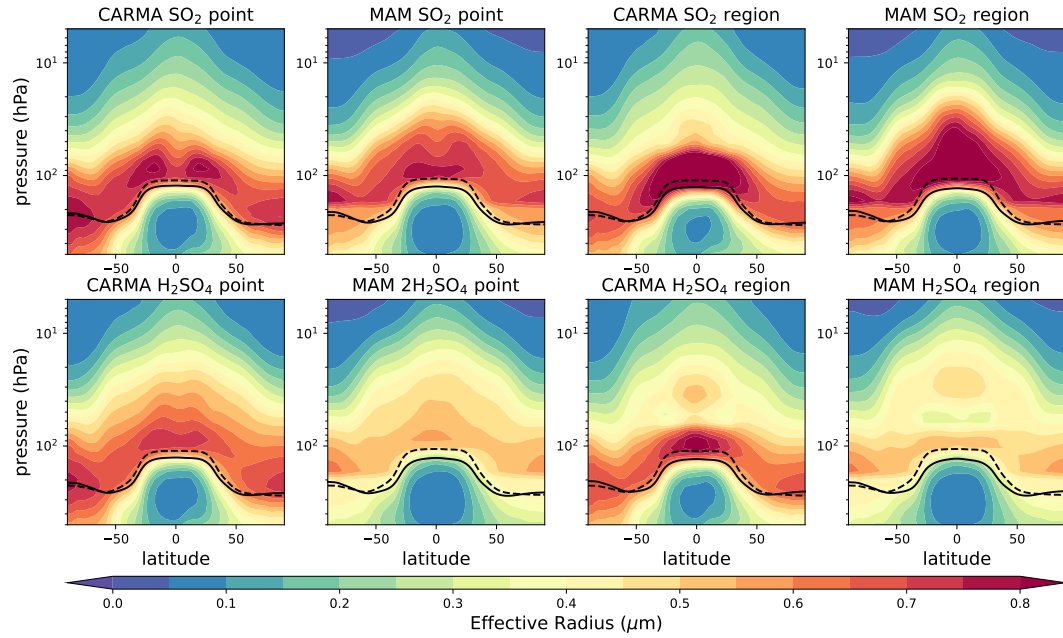 CARMA SO₂ point MAM SO₂ point CARMA SO₂ region MAM SO₂ region
pressure (hPa)
10¹ 10¹ 10¹ 10¹
10² 10² 10² 10²
−50 0 50 −50 0 50 −50 0 50 −50 0 50
CARMA H₂SO₄ point MAM 2H₂SO₄ point CARMA H₂SO₄ region MAM H₂SO₄ region
pressure (hPa)
10¹ 10¹ 10¹ 10¹
10² 10² 10² 10²
−50 0 50 −50 0 50 −50 0 50 −50 0 50
latitude latitude latitude latitude
0.0 0.1 0.2 0.3 0.4 0.5 0.6 0.7 0.8
Effective Radius (μm)